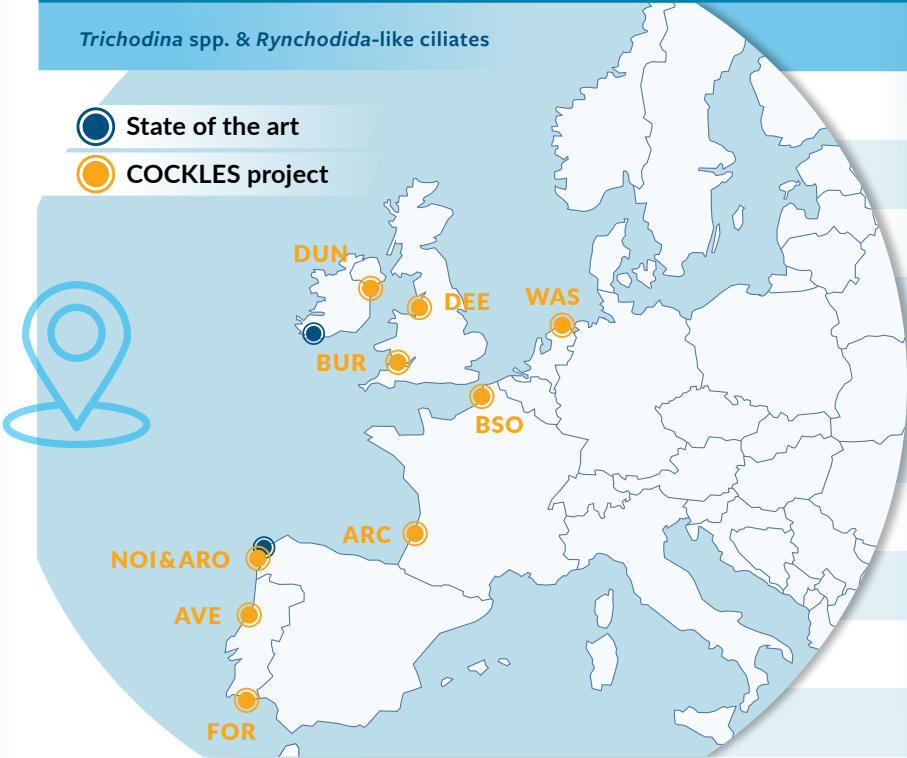 Trichodina spp. & Rynchodida-like ciliates
State of the art
COCKLES project
DUN
DEE
WAS
BUR
BSO
ARC
NOI&ARO
AVE
FOR